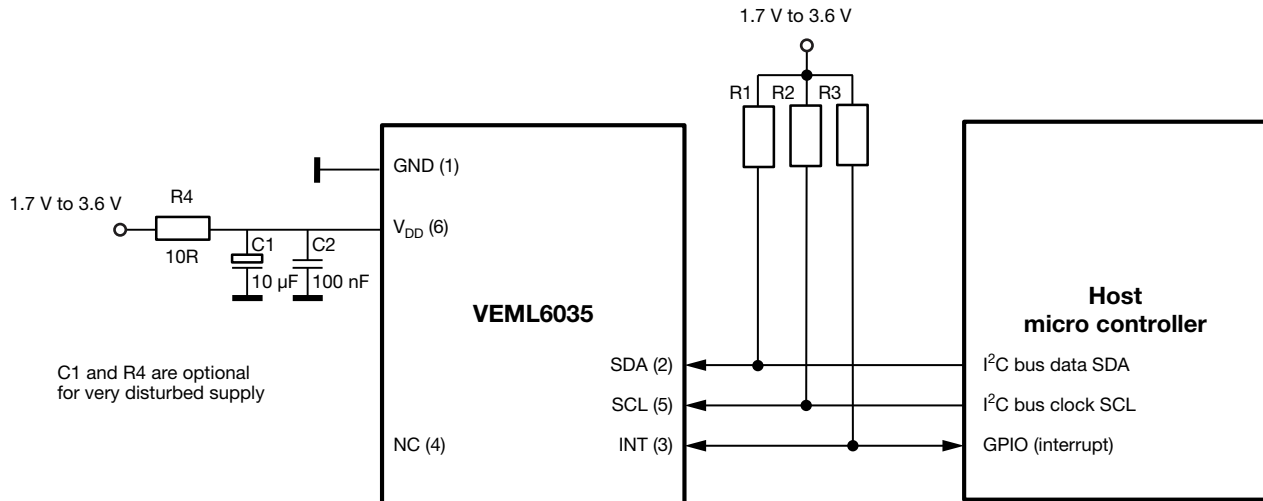 1.7 V to 3.6 V
R1
R2
R3
GND (1)
1.7 V to 3.6 V
R4
10R
C1
10 µF
C2
100 nF
VDD (6)
VEML6035
Host
micro controller
C1 and R4 are optional
for very disturbed supply
SDA (2)
I2C bus data SDA
SCL (5)
I2C bus clock SCL
NC (4)
INT (3)
GPIO (interrupt)